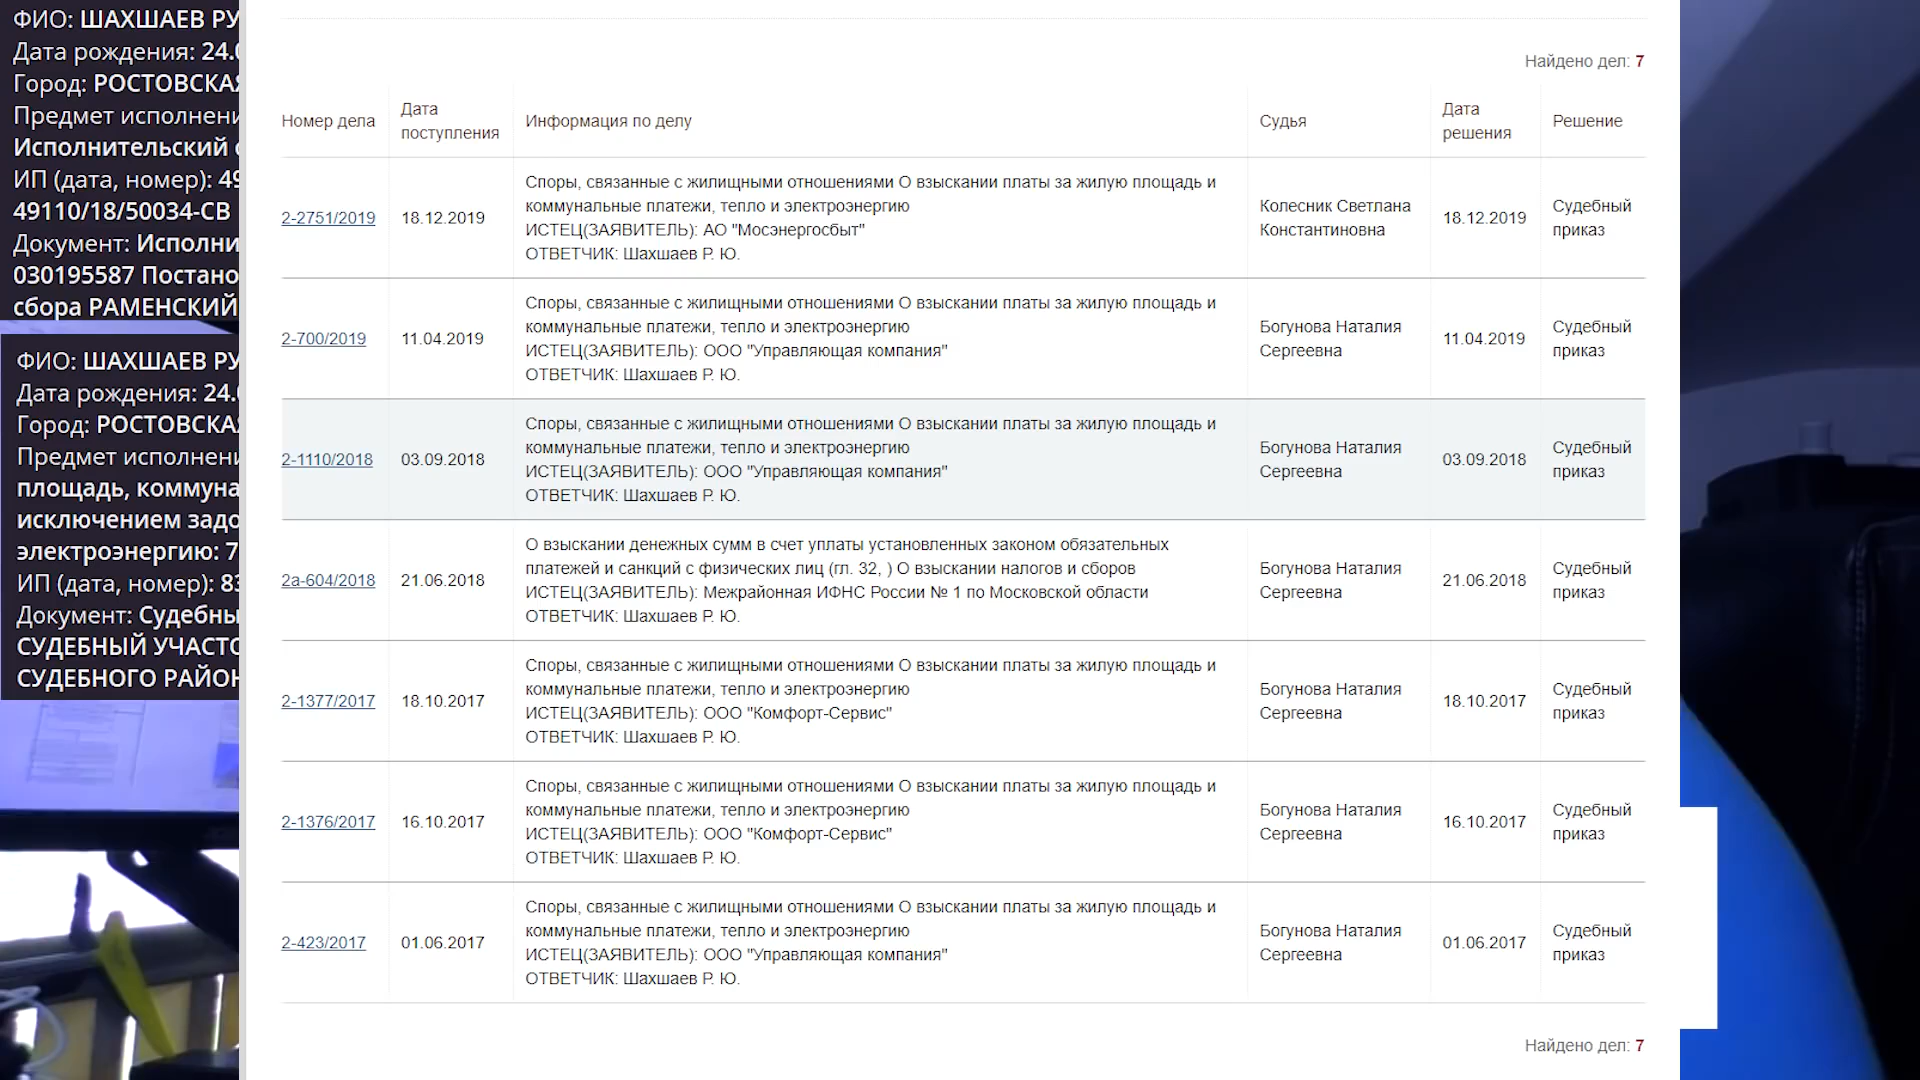 ФИО: ШАХШАЕВ РУ
Дата рождения: 24.
Город: РОСТОВСКАЯ
Предмет исполнени
Исполнительский
ИП (дата, номер): 49
49110/18/50034-СВ
Документ: Исполни
030195587 Постано
сбора РАМЕНСКИЙ
ФИО: ШАХШАЕВ РУ
Дата рождения: 24.
Город: РОСТОВСКАЯ
Предмет исполнени
площадь, коммуна
исключением задо
электроэнергию: 7
ИП (дата, номер): 83
Документ: Судебны
СУДЕБНЫЙ УЧАСТО
СУДЕБНОГО РАЙОН
Найдено дел: 7
Номер дела
Дата
поступления
Информация по делу
Судья
Дата
решения
Решение
2-2751/2019
18.12.2019
Споры, связанные с жилищными отношениями О взыскании платы за жилую площадь и
коммунальные платежи, тепло и электроэнергию
ИСТЕЦ(ЗАЯВИТЕЛЬ): АО "Мосэнергосбыт"
ОТВЕТЧИК: Шахшаев Р. Ю.
Колесник Светлана
Константиновна
18.12.2019
Судебный
приказ
2-700/2019
11.04.2019
Споры, связанные с жилищными отношениями О взыскании платы за жилую площадь и
коммунальные платежи, тепло и электроэнергию
ИСТЕЦ(ЗАЯВИТЕЛЬ): ООО "Управляющая компания"
ОТВЕТЧИК: Шахшаев Р. Ю.
Богунова Наталия
Сергеевна
11.04.2019
Судебный
приказ
2-1110/2018
03.09.2018
Споры, связанные с жилищными отношениями О взыскании платы за жилую площадь и
коммунальные платежи, тепло и электроэнергию
ИСТЕЦ(ЗАЯВИТЕЛЬ): ООО "Управляющая компания"
ОТВЕТЧИК: Шахшаев Р. Ю.
Богунова Наталия
Сергеевна
03.09.2018
Судебный
приказ
2а-604/2018
21.06.2018
О взыскании денежных сумм в счет уплаты установленных законом обязательных
платежей и санкций с физических лиц (гл. 32, ) О взыскании налогов и сборов
ИСТЕЦ(ЗАЯВИТЕЛЬ): Межрайонная ИФНС России № 1 по Московской области
ОТВЕТЧИК: Шахшаев Р. Ю.
Богунова Наталия
Сергеевна
21.06.2018
Судебный
приказ
2-1377/2017
18.10.2017
Споры, связанные с жилищными отношениями О взыскании платы за жилую площадь и
коммунальные платежи, тепло и электроэнергию
ИСТЕЦ(ЗАЯВИТЕЛЬ): ООО "Комфорт-Сервис"
ОТВЕТЧИК: Шахшаев Р. Ю.
Богунова Наталия
Сергеевна
18.10.2017
Судебный
приказ
2-1376/2017
16.10.2017
Споры, связанные с жилищными отношениями О взыскании платы за жилую площадь и
коммунальные платежи, тепло и электроэнергию
ИСТЕЦ(ЗАЯВИТЕЛЬ): ООО "Комфорт-Сервис"
ОТВЕТЧИК: Шахшаев Р. Ю.
Богунова Наталия
Сергеевна
16.10.2017
Судебный
приказ
2-423/2017
01.06.2017
Споры, связанные с жилищными отношениями О взыскании платы за жилую площадь и
коммунальные платежи, тепло и электроэнергию
ИСТЕЦ(ЗАЯВИТЕЛЬ): ООО "Управляющая компания"
ОТВЕТЧИК: Шахшаев Р. Ю.
Богунова Наталия
Сергеевна
01.06.2017
Судебный
приказ
Найдено дел: 7